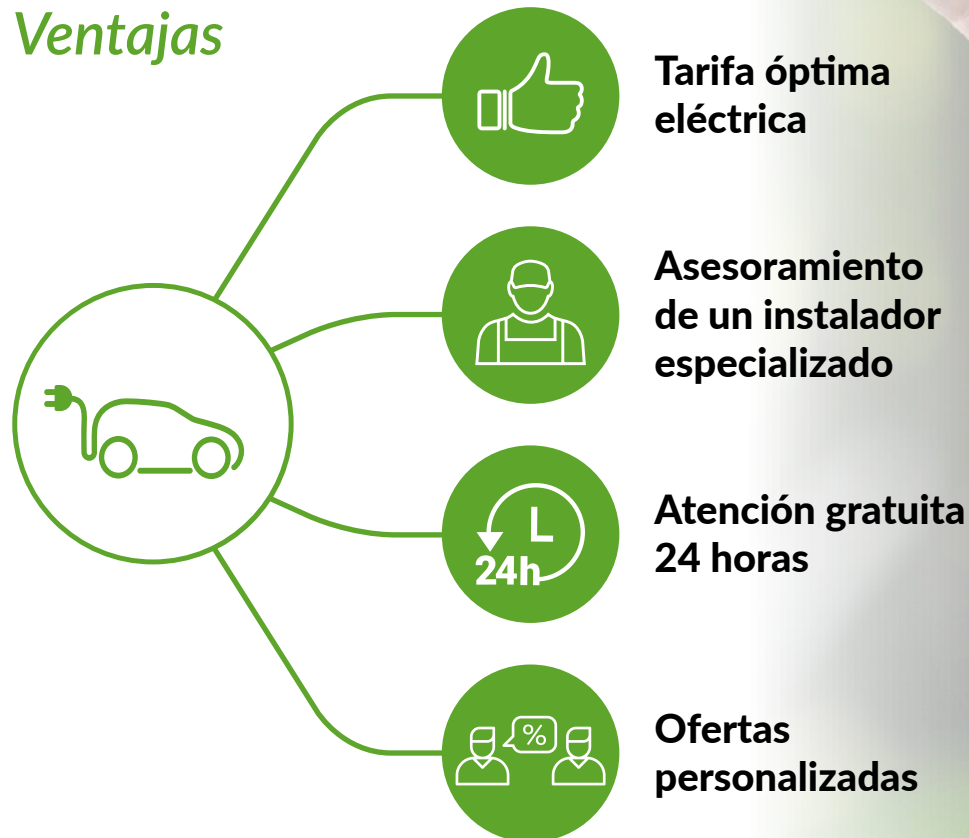 Ventajas
Tarifa óptima
eléctrica
Asesoramiento
de un instalador
especializado
L
24h
Atención gratuita
24 horas
%
Ofertas
personalizadas